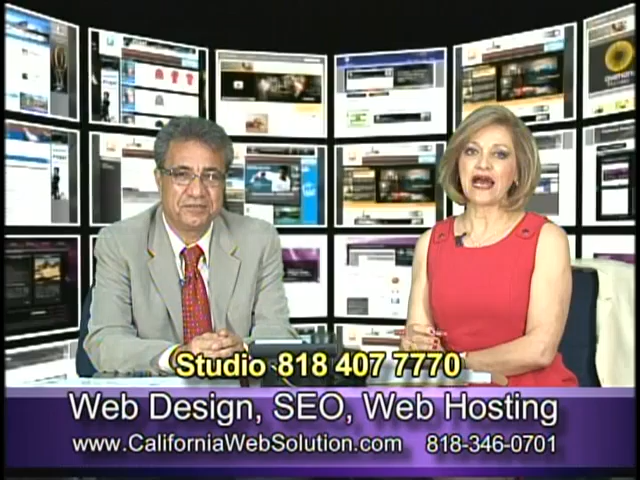 Studio 818 407 7770
Web Design, SEO, Web Hosting
www.CaliforniaWebSolution.com 818-346-0701